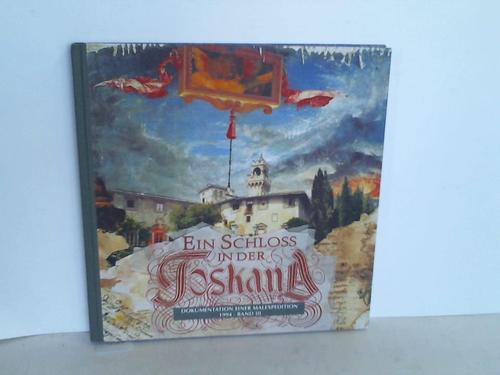 EIN SCHLOSS
IN DER
Toskana
DOKUMENTATION EINER MALEXPEDITION
1994 - BAND III